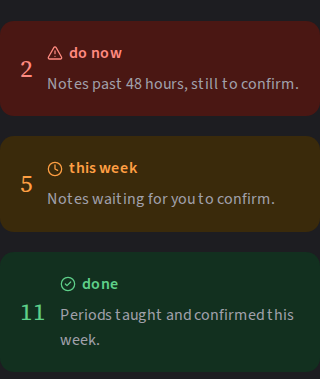 do now
2
Notes past 48 hours, still to confirm.
this week
5
Notes waiting for you to confirm.
done
11
Periods taught and confirmed this
week.